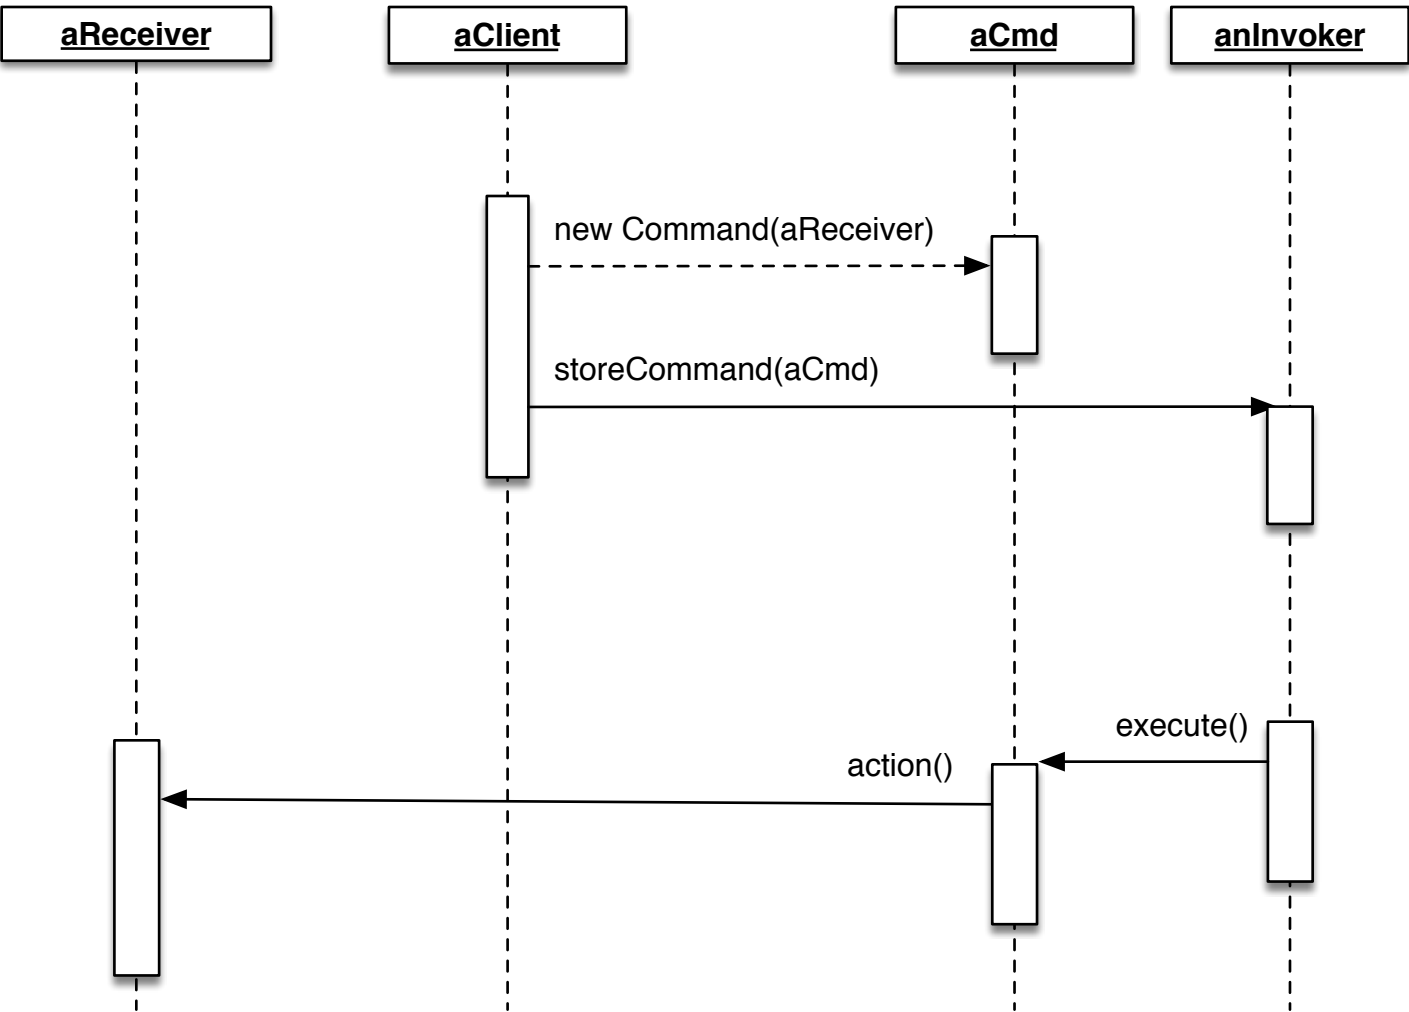 aReceiver
aClient
aCmd
anInvoker
new Command(aReceiver)
storeCommand(aCmd)
execute()
action()